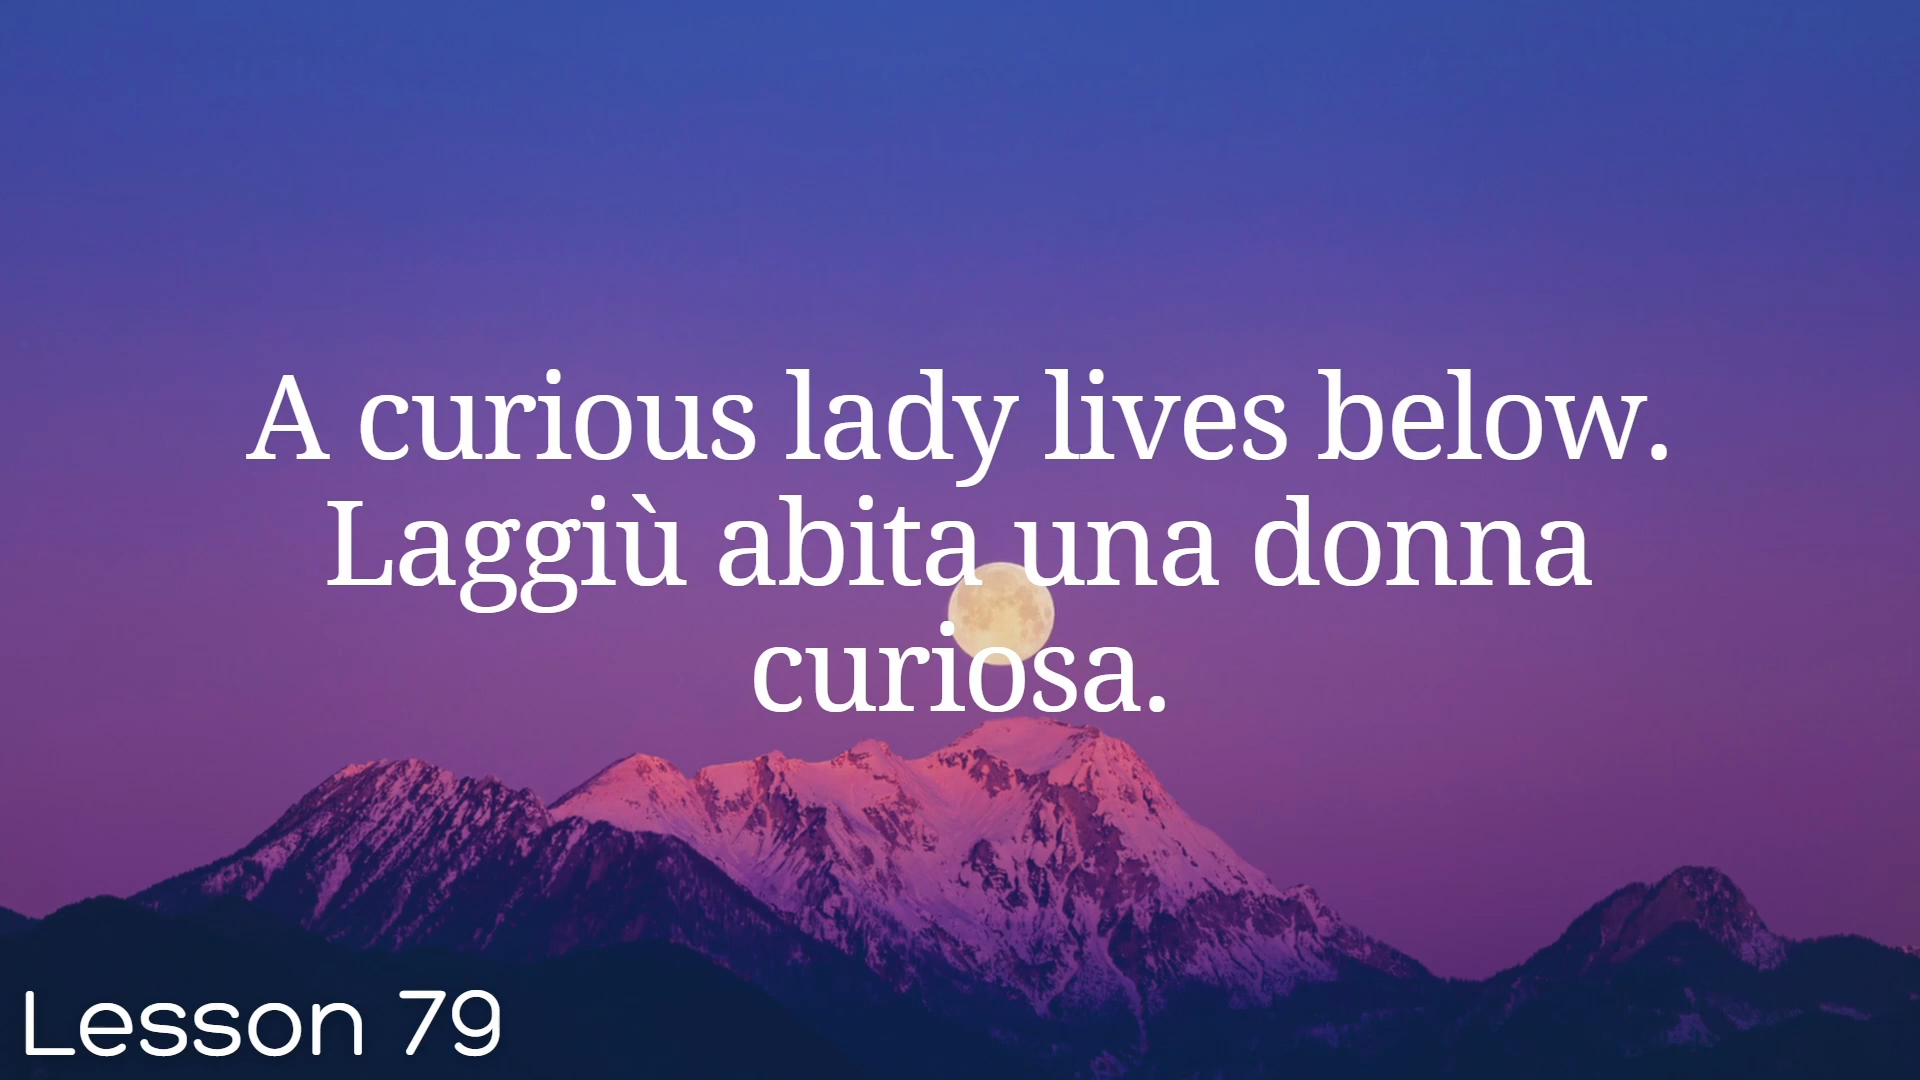 A curious lady lives below.
Laggiù abita una donna
curiosa.
Lesson 79